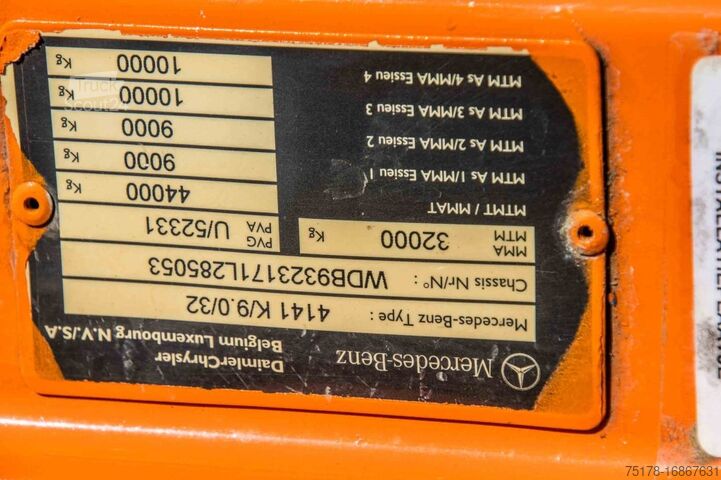 Mercedes-Benz
DaimlerChrysler
Belgium Luxembourg N.V./S.A
Mercedes-Benz Type : 4141 K/9.0/32
Chassis Nr/N° : WDB9323171L285053
MMA
MTM 32000 Kg
PVG
PVA U/52331
MTMT / MMAT 44000 Kg
MTM As 1/MMA Essieu 1 9000 Kg
MTM As 2/MMA Essieu 2 9000 Kg
MTM As 3/MMA Essieu 3 10000 Kg
MTM As 4/MMA Essieu 4 10000 Kg
Truck
Scout24
75178-16867631